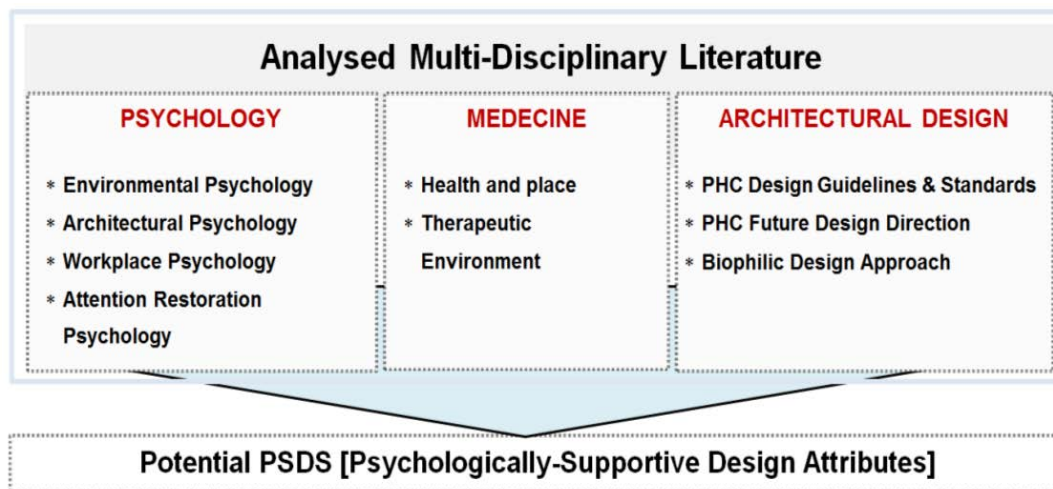 Analysed Multi-Disciplinary Literature
PSYCHOLOGY
* Environmental Psychology
* Architectural Psychology
* Workplace Psychology
* Attention Restoration
Psychology
MEDECINE
* Health and place
* Therapeutic
Environment
ARCHITECTURAL DESIGN
* PHC Design Guidelines & Standards
* PHC Future Design Direction
* Biophilic Design Approach
Potential PSDS [Psychologically-Supportive Design Attributes]